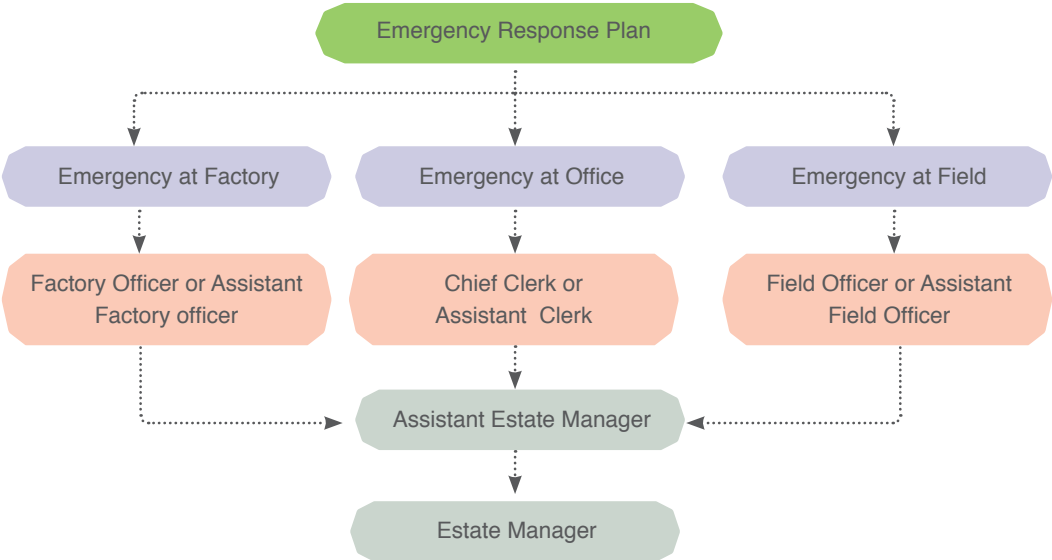 Emergency Response Plan
Emergency at Factory
Emergency at Office
Emergency at Field
Factory Officer or Assistant
Factory officer
Chief Clerk or
Assistant Clerk
Field Officer or Assistant
Field Officer
Assistant Estate Manager
Estate Manager